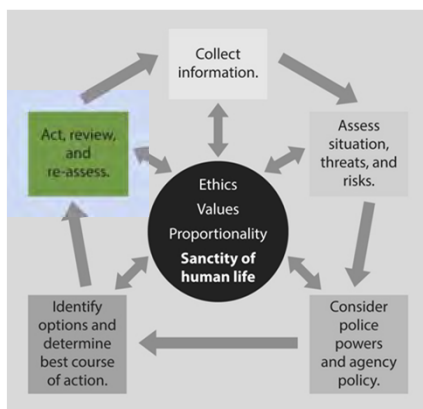 Collect
information.
Act, review,
and
re-assess.
Assess
situation,
threats, and
risks.
Ethics
Values
Proportionality
Sanctity of
human life
Identify
options and
determine
best course
of action.
Consider
police
powers
and agency
policy.